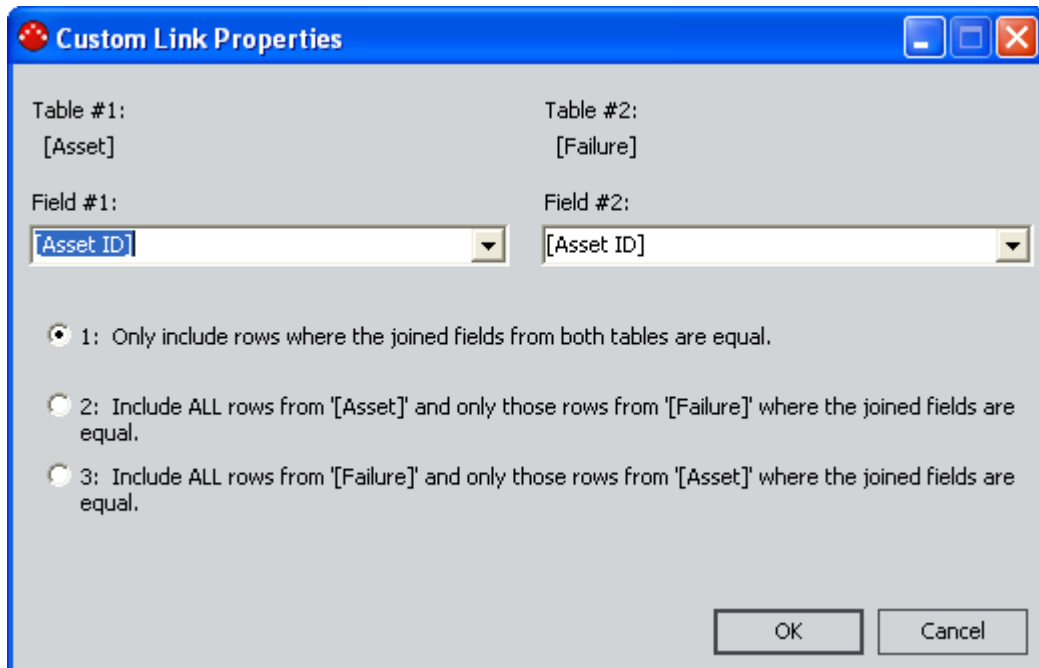 Custom Link Properties
Table #1:
Table #2:
[Asset]
[Failure]
Field #1:
Field #2:
[Asset ID]
[Asset ID]
1: Only include rows where the joined fields from both tables are equal.
2: Include ALL rows from '[Asset]' and only those rows from '[Failure]' where the joined fields are
equal.
3: Include ALL rows from '[Failure]' and only those rows from '[Asset]' where the joined fields are
equal.
OK
Cancel